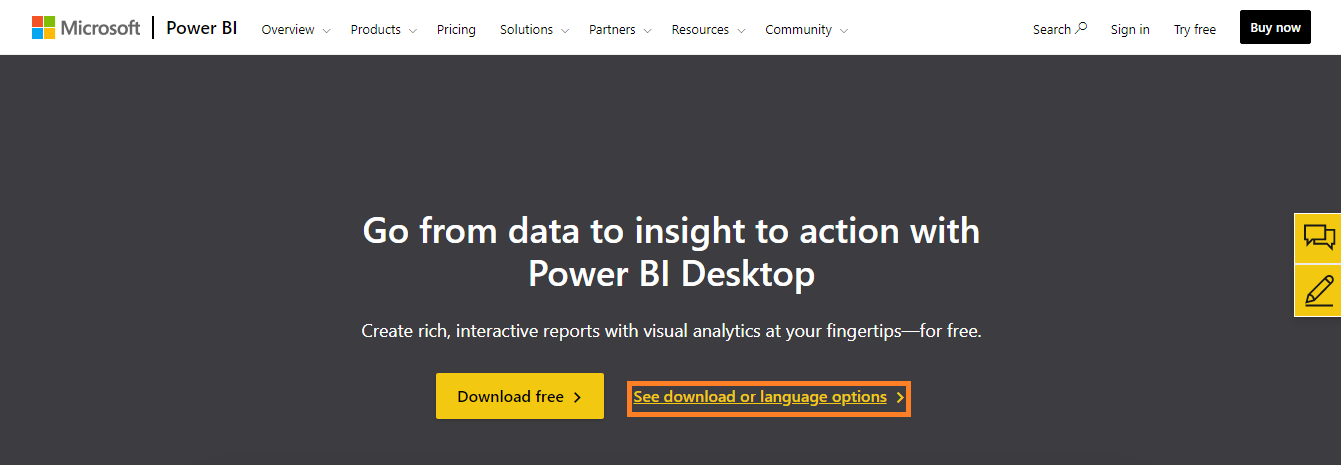 Microsoft | Power BI Overview Products Pricing Solutions Partners Resources Community Search Sign in Try free Buy now
Go from data to insight to action with
Power BI Desktop
Create rich, interactive reports with visual analytics at your fingertips—for free.
Download free See download or language options